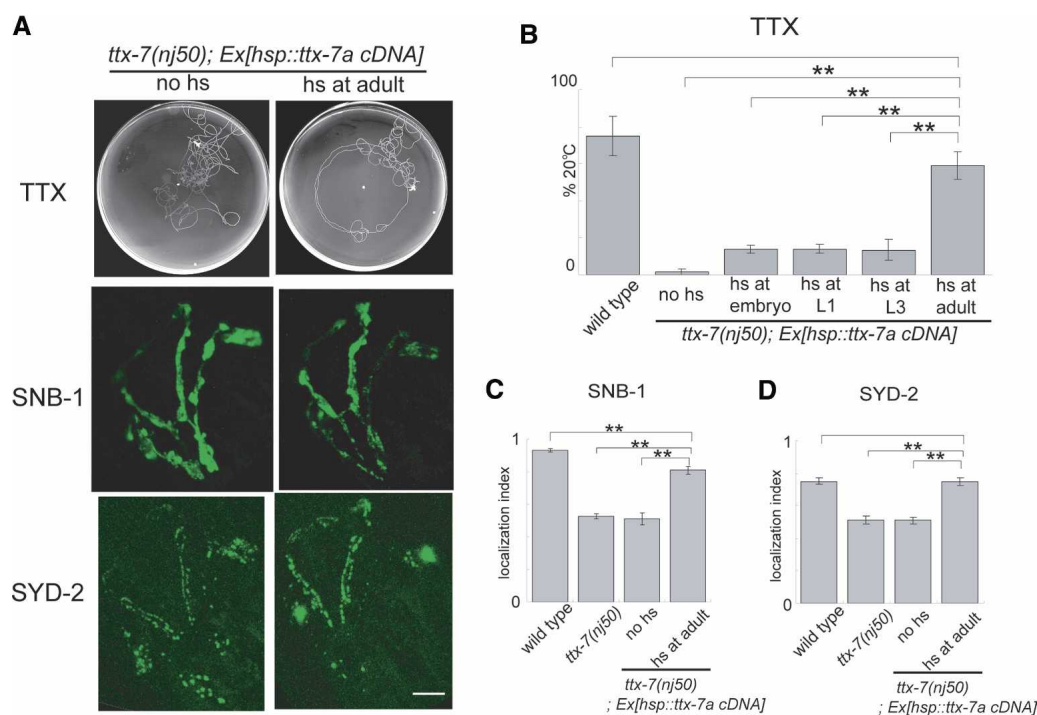 A
ttx-7(nj50); Ex[hsp::ttx-7a cDNA]
no hs hs at adult
TTX
SNB-1
SYD-2
B
TTX
**
**
**
**
100
% 20℃
0
wild type
no hs
hs at embryo
hs at L1
hs at L3
hs at adult
ttx-7(nj50); Ex[hsp::ttx-7a cDNA]
C
SNB-1
**
**
**
1
localization index
0
wild type
ttx-7(nj50)
no hs
hs at adult
ttx-7(nj50)
; Ex[hsp::ttx-7a cDNA]
D
SYD-2
**
**
1
localization index
0
wild type
ttx-7(nj50)
no hs
hs at adult
ttx-7(nj50)
; Ex[hsp::ttx-7a cDNA]